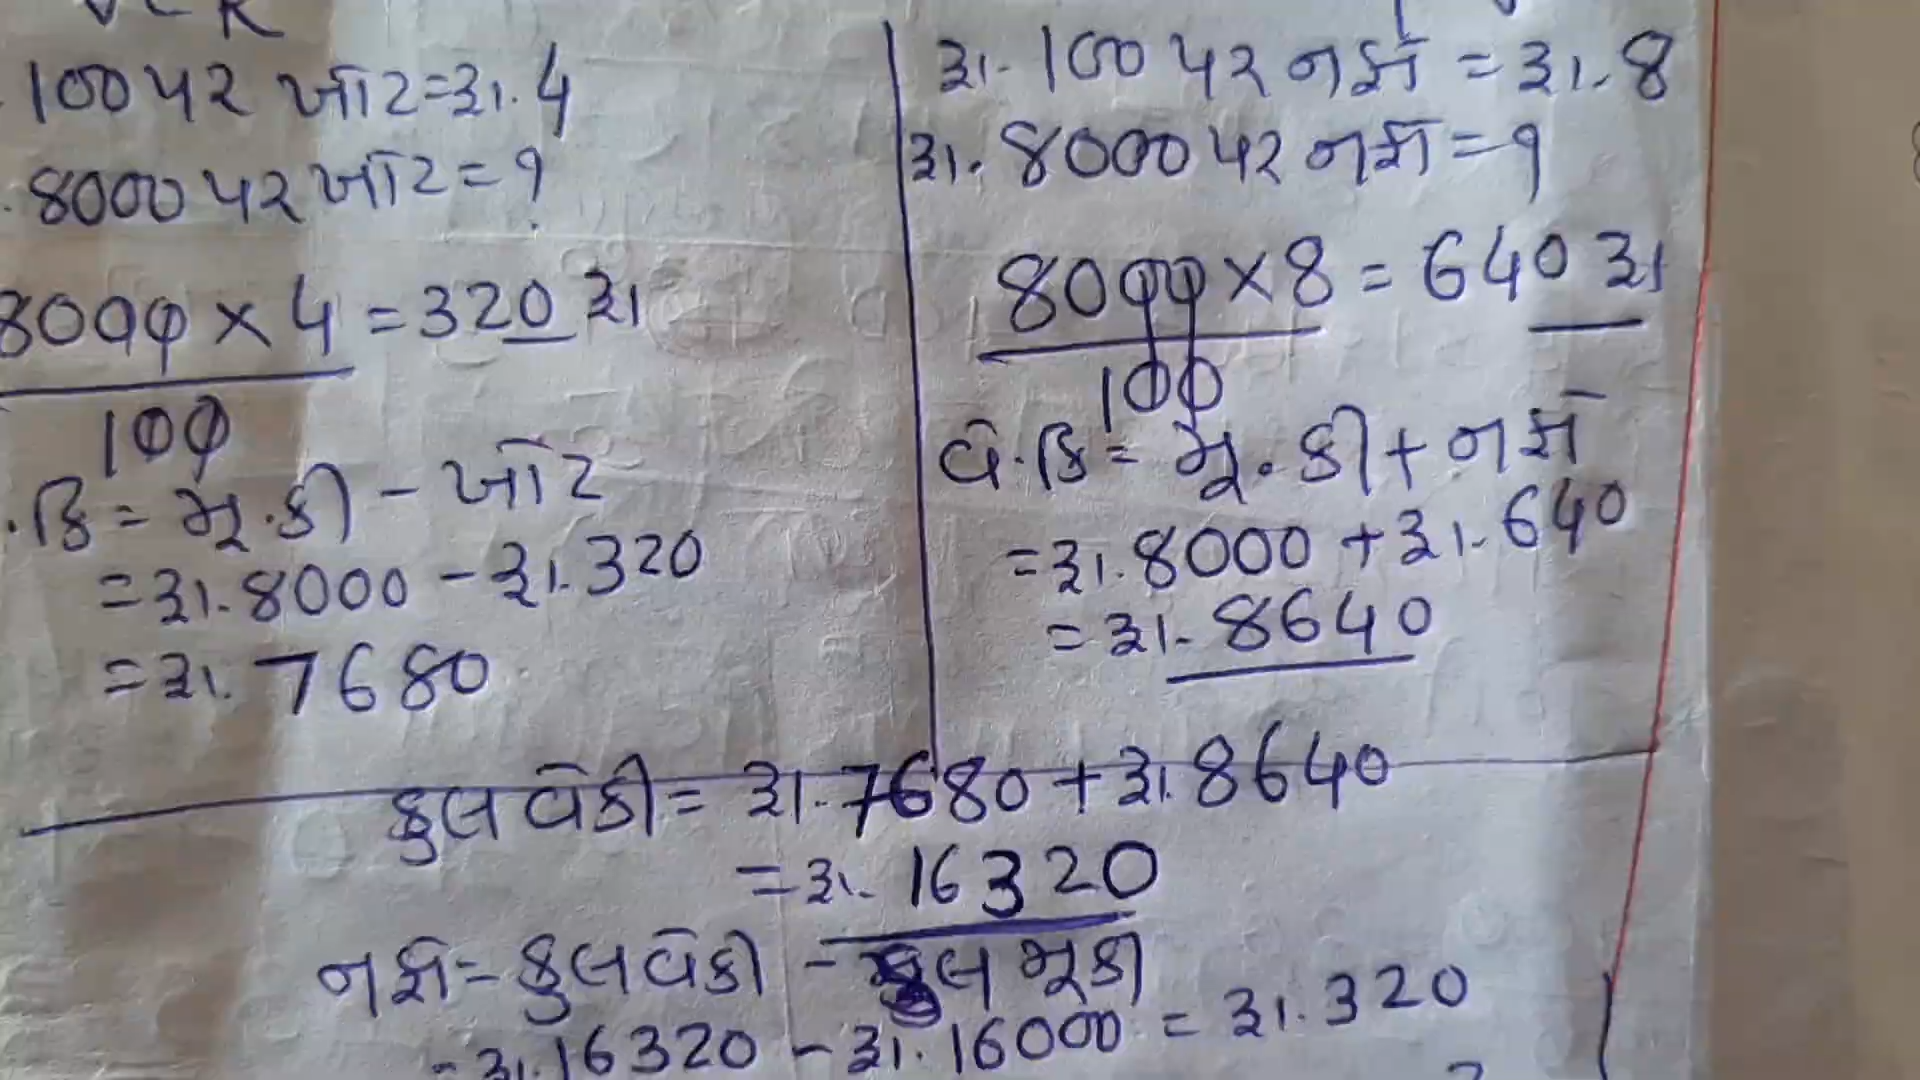 VCR
100 પર ખોટ=રૂા.4
8000 પર ખોટ=?
8000 × 4 = 320 રૂા
100
.કિં = મૂ.કી - ખોટ
=રૂા.8000 - રૂા.320
=રૂા.7680
રૂા.100 પર નફો = રૂા.8
રૂા.8000 પર નફો = ?
8000 × 8 = 640 રૂા
100
વે.કિં = મૂ.કી + નફો
=રૂા.8000 + રૂા.640
=રૂા.8640
કુલ વેકી = રૂા.7680 + રૂા.8640
=રૂા.16320
નફો = કુલ વેકી - કુલ મૂકી
=રૂા.16320 - રૂા.16000 = રૂા.320